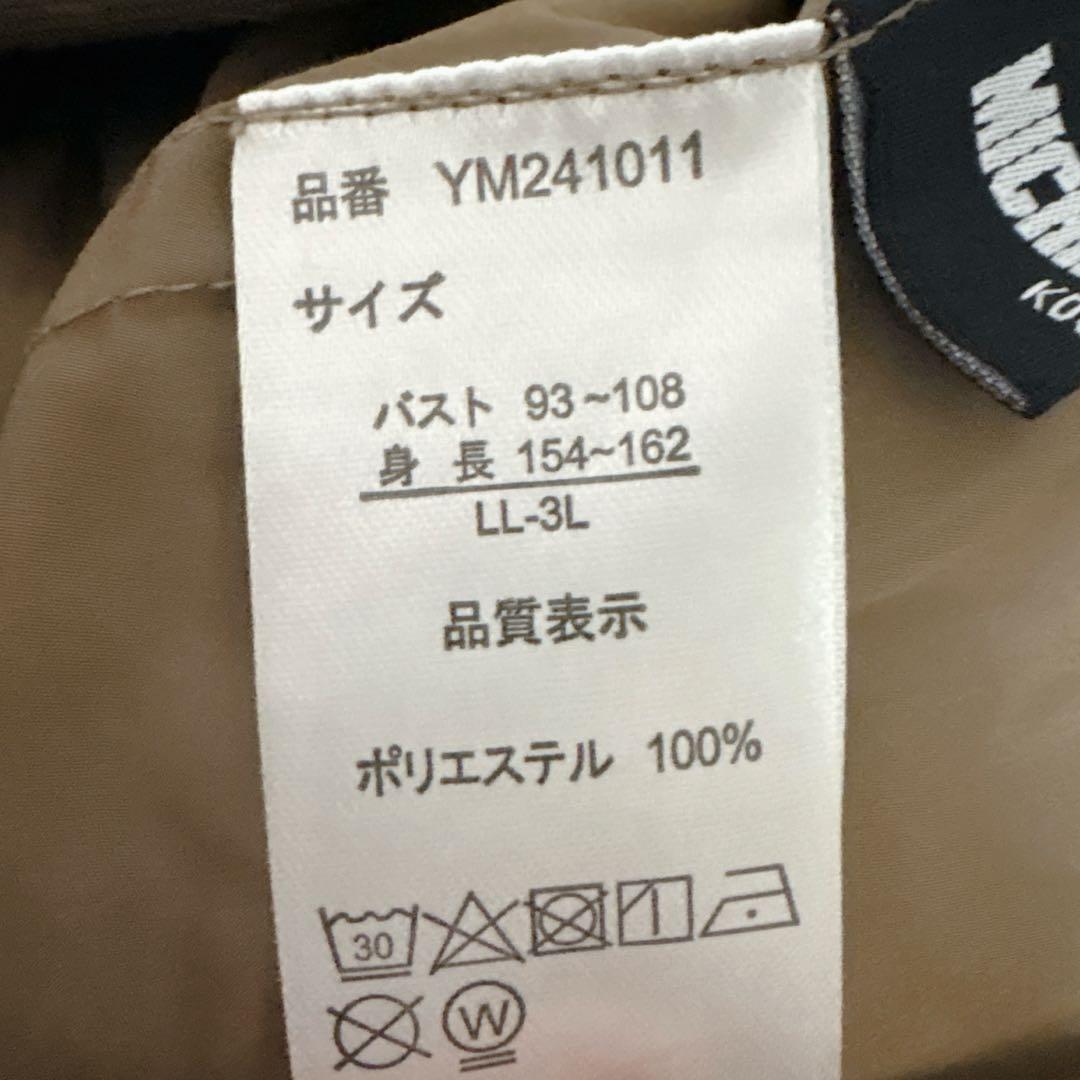 品番 YM241011
サイズ
バスト 93~108
身 長 154~162
LL-3L
品質表示
ポリエステル 100%
30
W